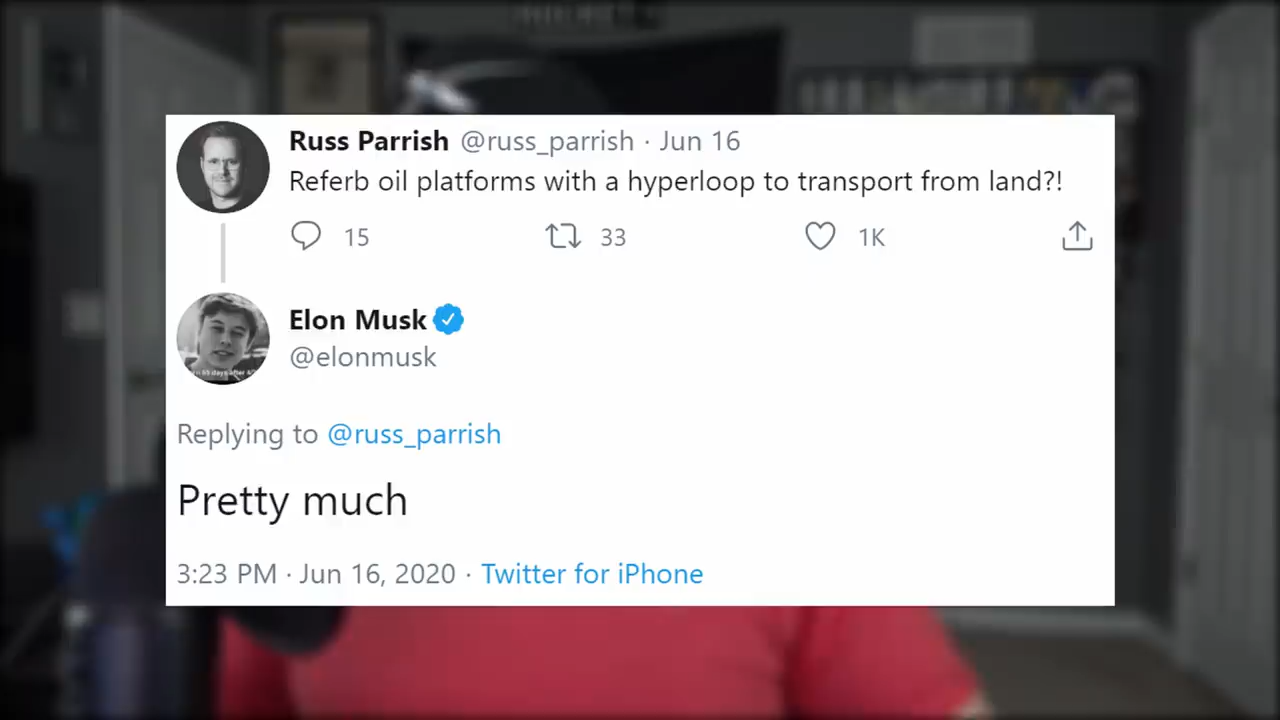 Russ Parrish @russ_parrish · Jun 16
Referb oil platforms with a hyperloop to transport from land?!
15 33 1K
Elon Musk
@elonmusk
Replying to @russ_parrish
Pretty much
3:23 PM · Jun 16, 2020 · Twitter for iPhone